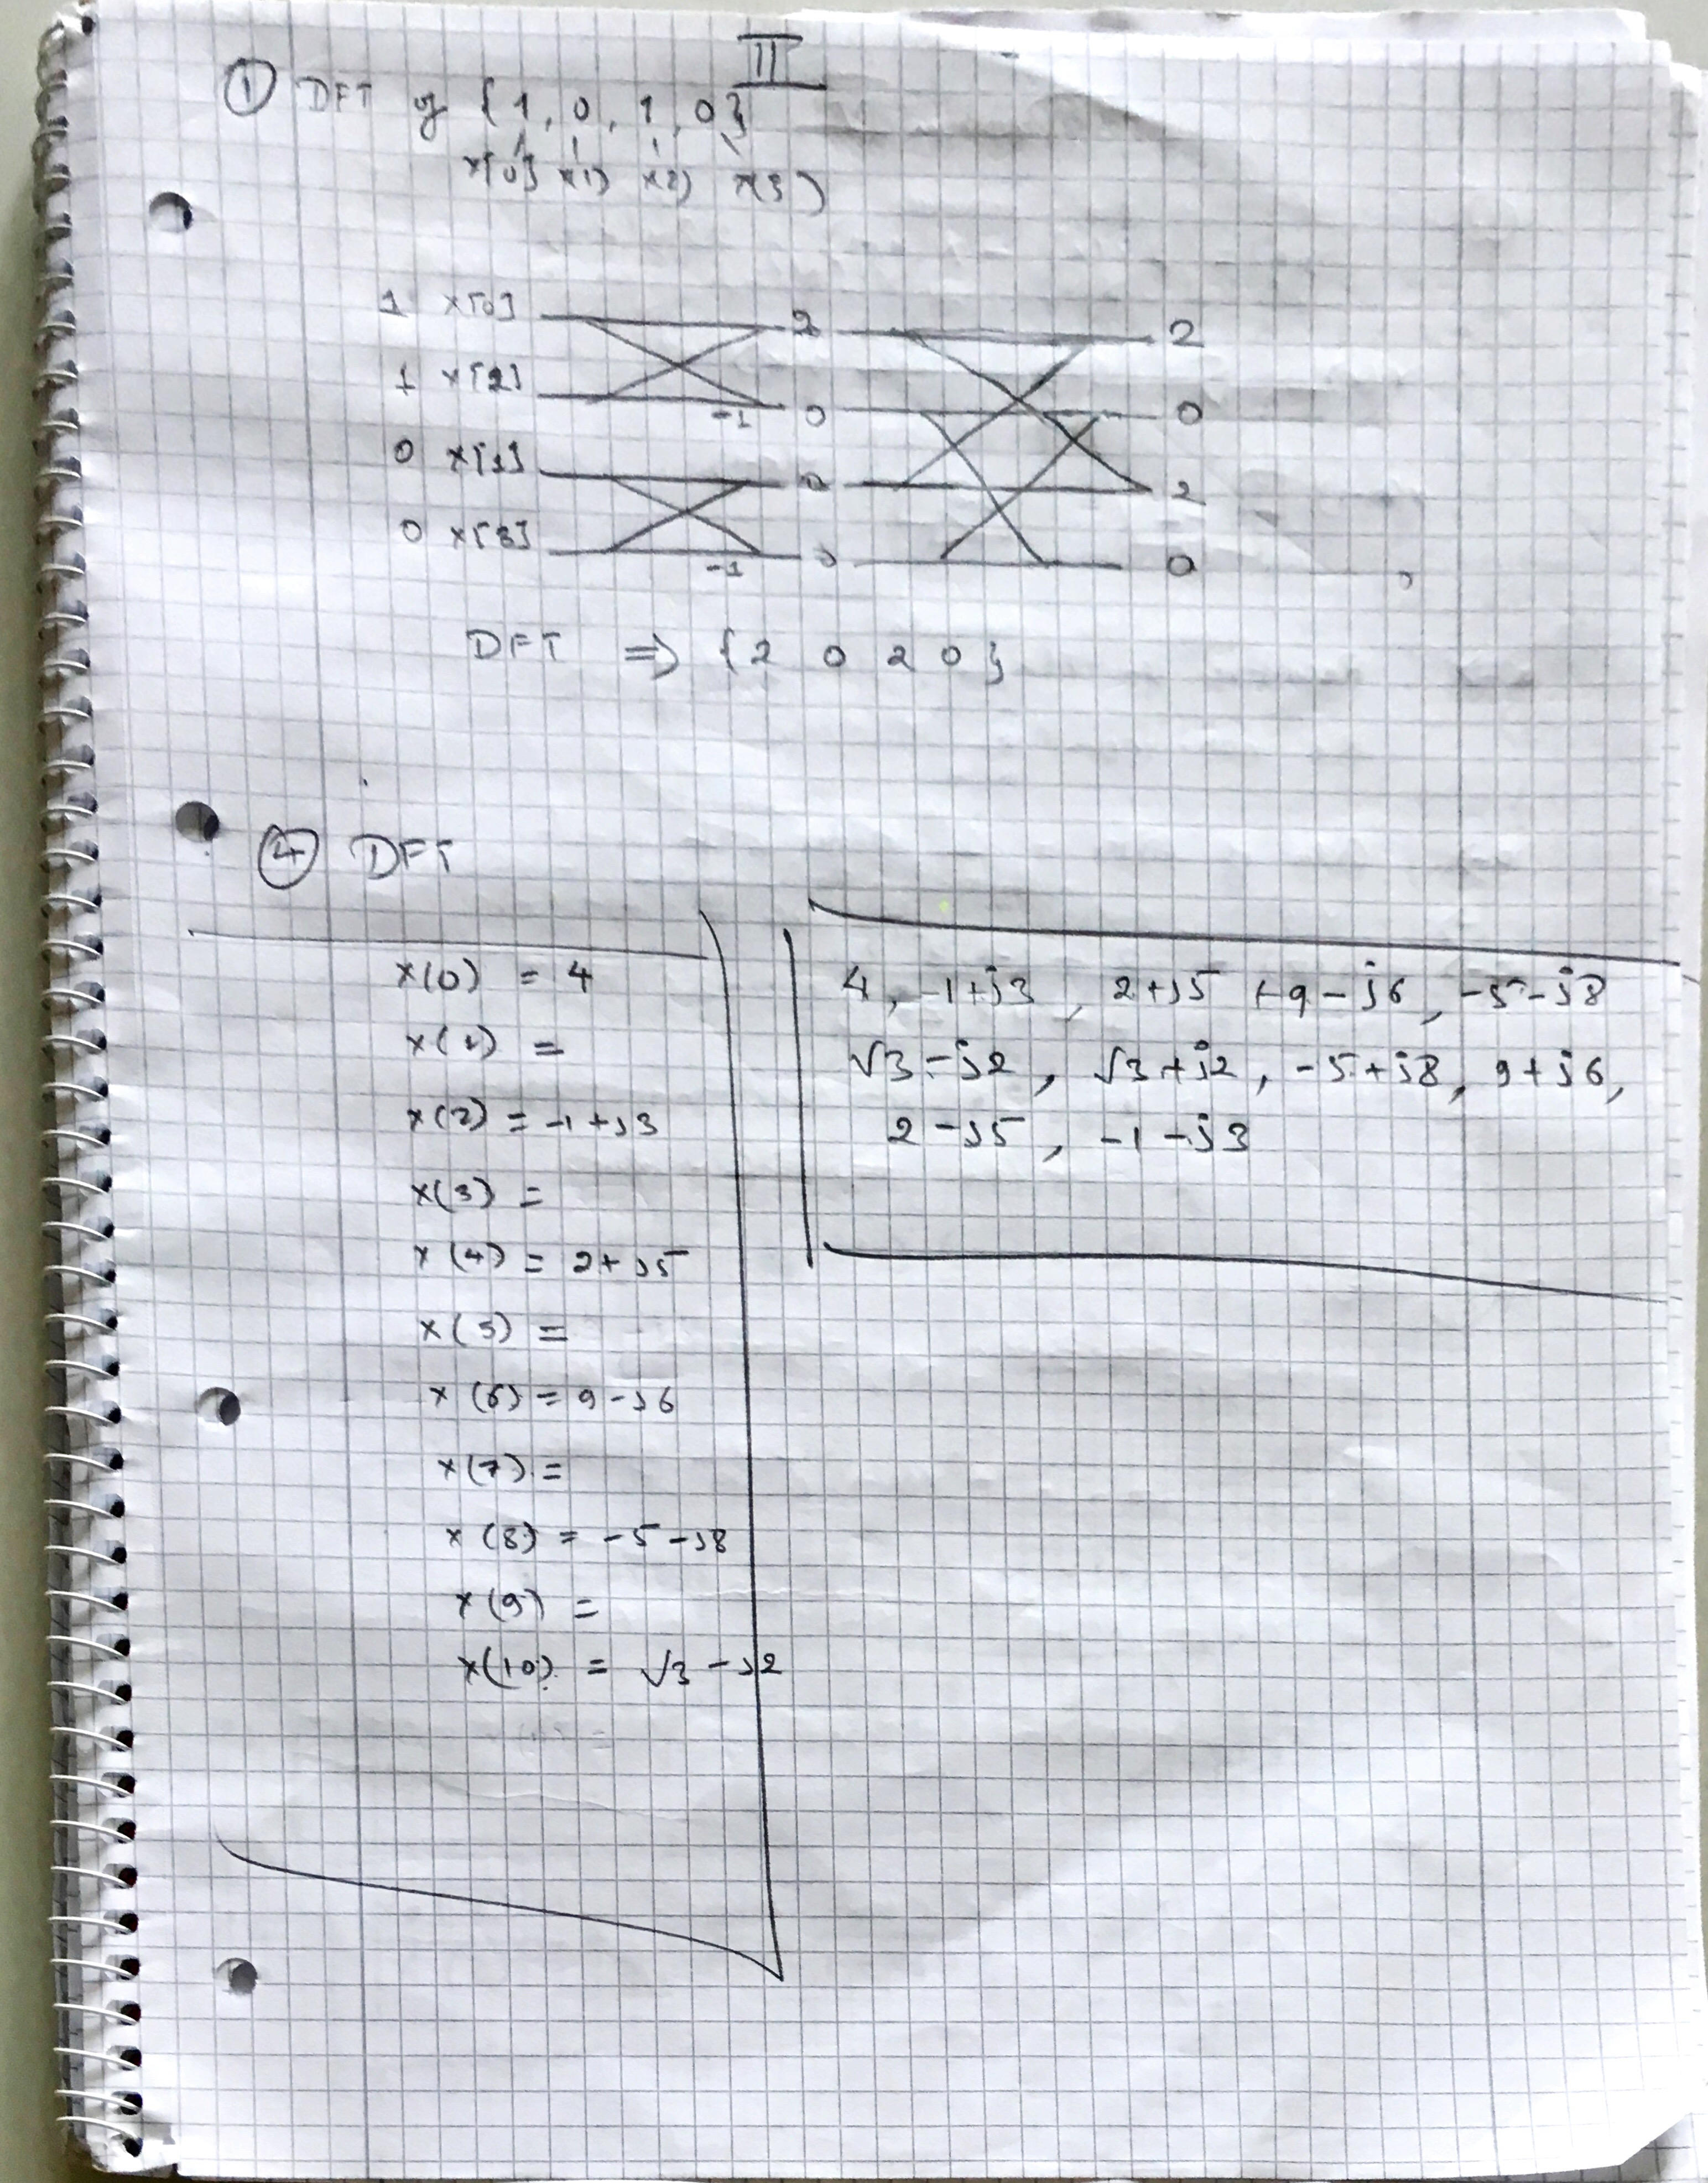 II
① DFT of {1, 0, 1, 0}
x[0] x(1) x(2) x(3)
1 x[0] 2 2
1 x[2] -1 0 0
0 x[1] 0 2
0 x[3] -1 0 0
DFT ⇒ {2 0 2 0}
④ DFT
x(0) = 4
x(1) =
x(2) = -1+j3
x(3) =
x(4) = 2+j5
x(5) =
x(6) = 9-j6
x(7) =
x(8) = -5-j8
x(9) =
x(10) = √3-j2
4, -1+j3, 2+j5, 9-j6, -5-j8
√3-j2, √3+j2, -5+j8, 9+j6,
2-j5, -1-j3